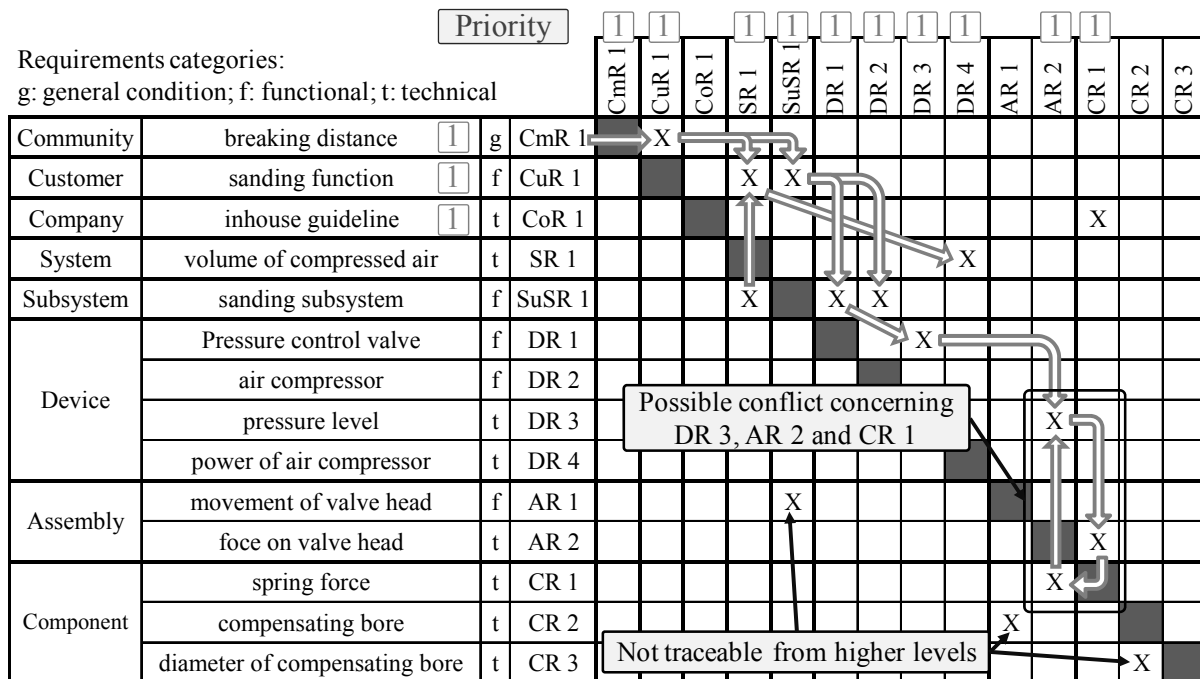 Priority 1 1 1 1 1 1 1 1 1 1
Requirements categories:
g: general condition; f: functional; t: technical
CmR 1 CuR 1 CoR 1 SR 1 SuSR 1 DR 1 DR 2 DR 3 DR 4 AR 1 AR 2 CR 1 CR 2 CR 3
Community breaking distance 1 g CmR 1 X
Customer sanding function 1 f CuR 1 X X
Company inhouse guideline 1 t CoR 1 X
System volume of compressed air t SR 1 X
Subsystem sanding subsystem f SuSR 1 X X X
Device
Pressure control valve f DR 1 X
air compressor f DR 2
pressure level t DR 3 X
power of air compressor t DR 4
Possible conflict concerning
DR 3, AR 2 and CR 1
Assembly
movement of valve head f AR 1 X
foce on valve head t AR 2 X
Component
spring force t CR 1 X
compensating bore t CR 2 X
diameter of compensating bore t CR 3 X
Not traceable from higher levels